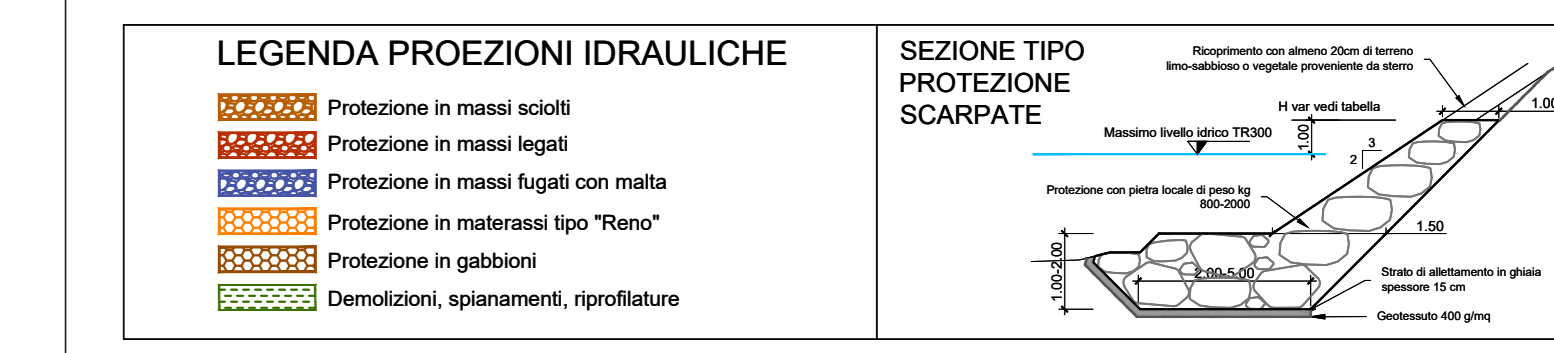 LEGENDA PROEZIONI IDRAULICHE
Protezione in massi sciolti
Protezione in massi legati
Protezione in massi fugati con malta
Protezione in materassi tipo "Reno"
Protezione in gabbioni
Demolizioni, spianamenti, riprofilature
SEZIONE TIPO
PROTEZIONE
SCARPATE
Ricoprimento con almeno 20cm di terreno
limo-sabbioso o vegetale proveniente da sterro
H var vedi tabella
1.00
Massimo livello idrico TR300
1.00
3
2
Protezione con pietra locale di peso kg
800-2000
1.50
1.00-2.00
2.00-5.00
Strato di allettamento in ghiaia
spessore 15 cm
Geotessuto 400 g/mq